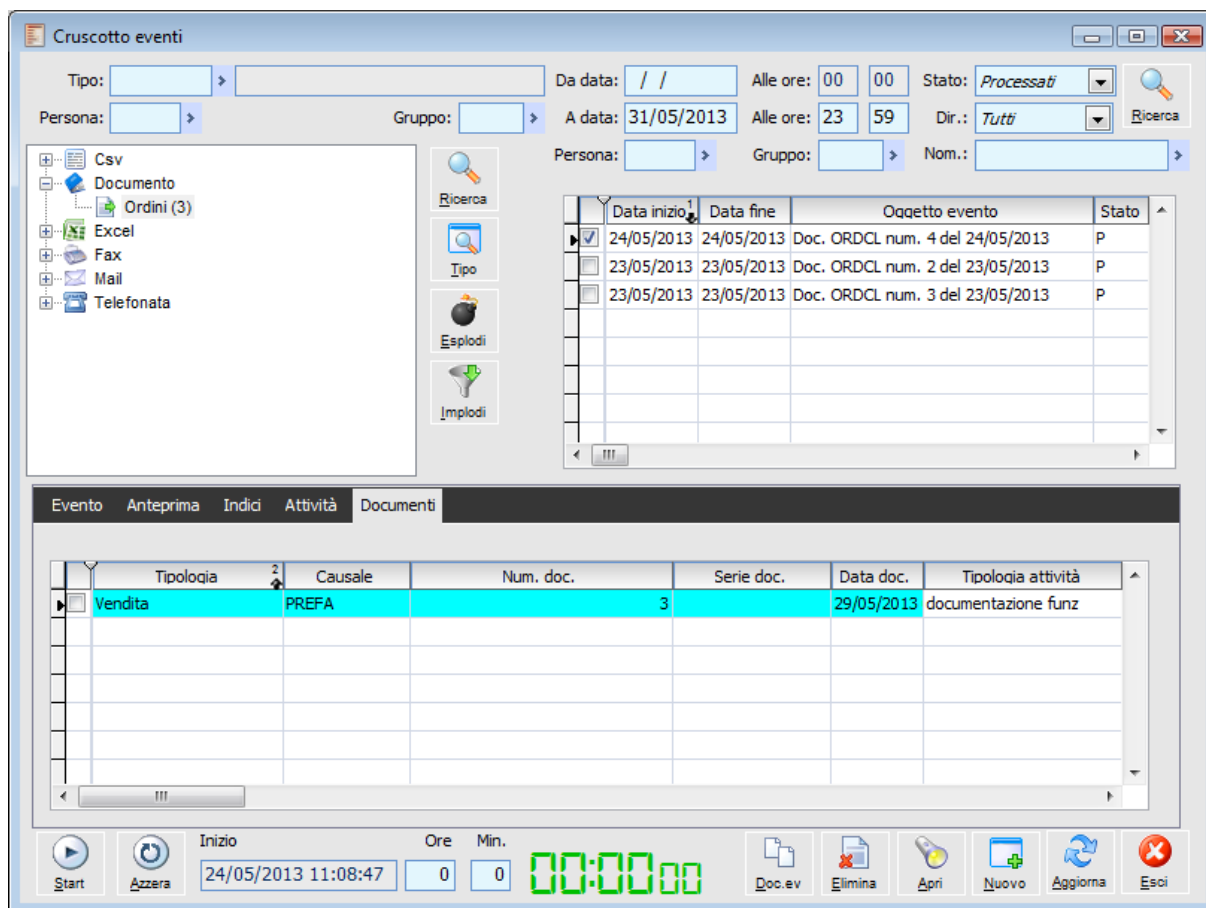 Cruscotto eventi
Tipo: Da data: / / Alle ore: 00 00 Stato: Processati
Persona: Gruppo: A data: 31/05/2013 Alle ore: 23 59 Dir.: Tutti Ricerca
Persona: Gruppo: Nom.:
Csv
Documento
Ordini (3)
Excel
Fax
Mail
Telefonata
Ricerca
Tipo
Esplodi
Implodi
Data inizio 1 Data fine Oggetto evento Stato
24/05/2013 24/05/2013 Doc. ORDCL num. 4 del 24/05/2013 P
23/05/2013 23/05/2013 Doc. ORDCL num. 2 del 23/05/2013 P
23/05/2013 23/05/2013 Doc. ORDCL num. 3 del 23/05/2013 P
Evento Anteprima Indici Attività Documenti
Tipologia 2 Causale Num. doc. Serie doc. Data doc. Tipologia attività
Vendita PREFA 3 29/05/2013 documentazione funz
Inizio Ore Min.
24/05/2013 11:08:47 0 0 00:00 00
Start Azzera Doc.ev Elimina Apri Nuovo Aggiorna Esci